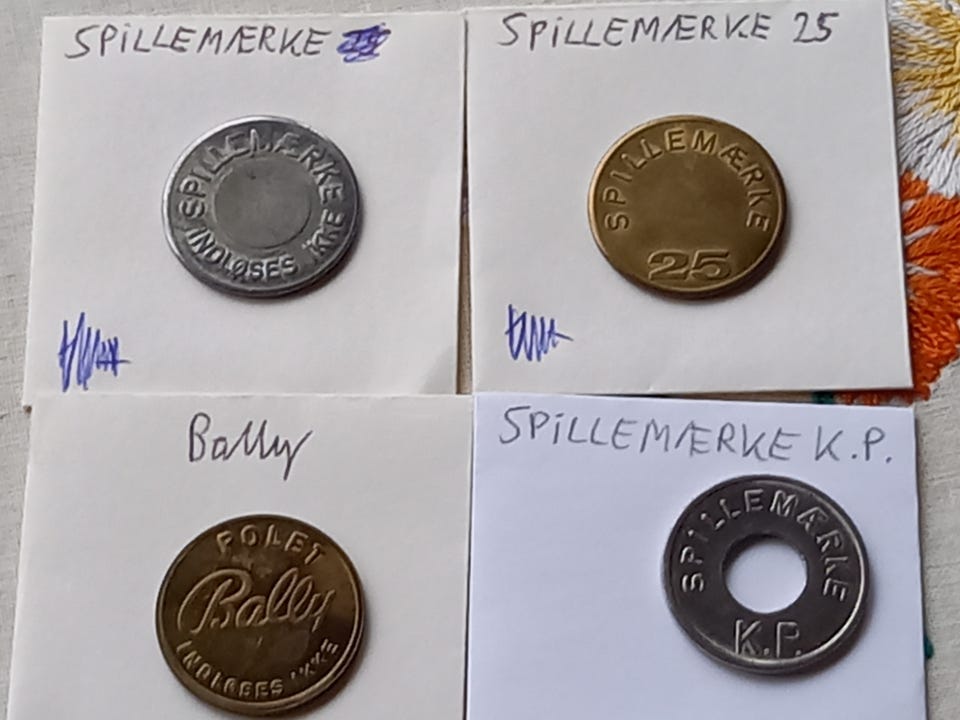 SPiLLEMÆRKE
SPILLEMÆRKE
INDLØSES IKKE
SPiLLEMÆRKE 25
SPILLEMÆRKE
25
Bally
POLET
Bally
INDLØSES IKKE
SPiLLEMÆRKE K.P.
SPILLEMÆRKE
K.P.